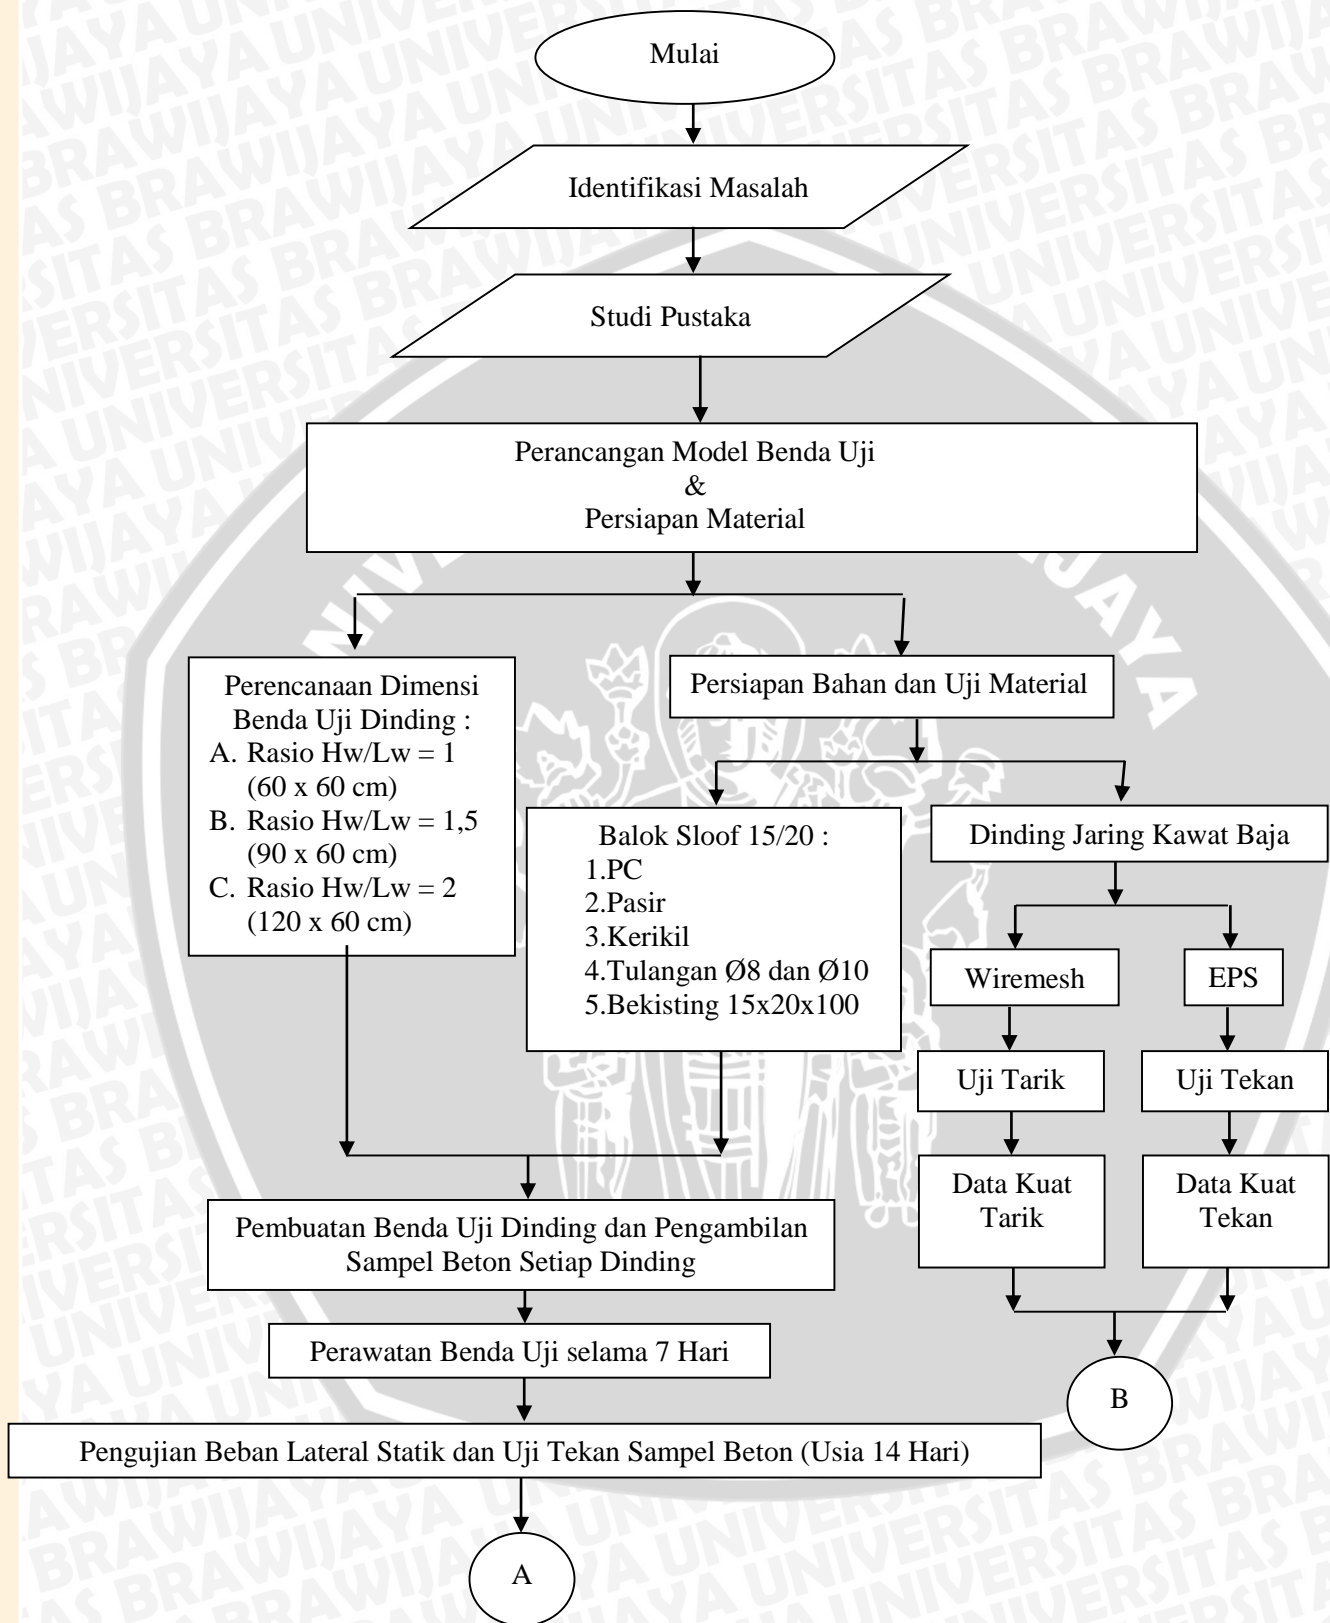 Mulai
Identifikasi Masalah
Studi Pustaka
Perancangan Model Benda Uji
&
Persiapan Material
Perencanaan Dimensi
Benda Uji Dinding :
A. Rasio Hw/Lw = 1
(60 x 60 cm)
B. Rasio Hw/Lw = 1,5
(90 x 60 cm)
C. Rasio Hw/Lw = 2
(120 x 60 cm)
Persiapan Bahan dan Uji Material
Balok Sloof 15/20 :
1.PC
2.Pasir
3.Kerikil
4.Tulangan Ø8 dan Ø10
5.Bekisting 15x20x100
Dinding Jaring Kawat Baja
Wiremesh
EPS
Uji Tarik
Uji Tekan
Data Kuat
Tarik
Data Kuat
Tekan
Pembuatan Benda Uji Dinding dan Pengambilan
Sampel Beton Setiap Dinding
Perawatan Benda Uji selama 7 Hari
B
Pengujian Beban Lateral Statik dan Uji Tekan Sampel Beton (Usia 14 Hari)
A